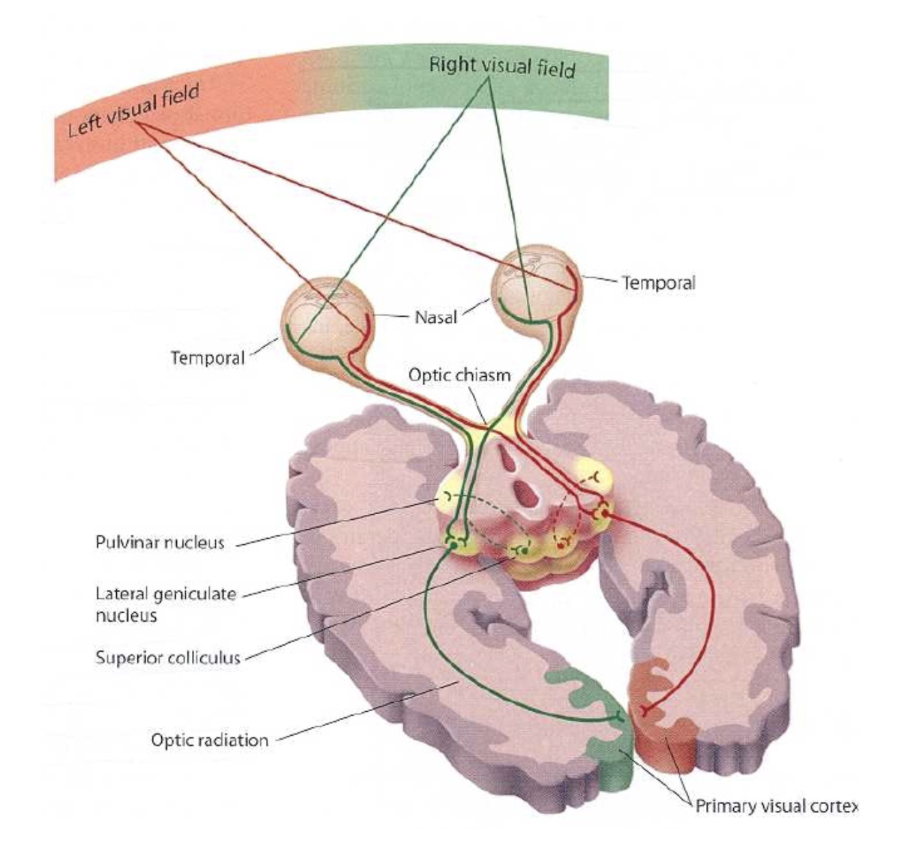 Right visual field
Left visual field
Temporal
Nasal
Temporal
Optic chiasm
Pulvinar nucleus
Lateral geniculate
nucleus
Superior colliculus
Optic radiation
Primary visual cortex